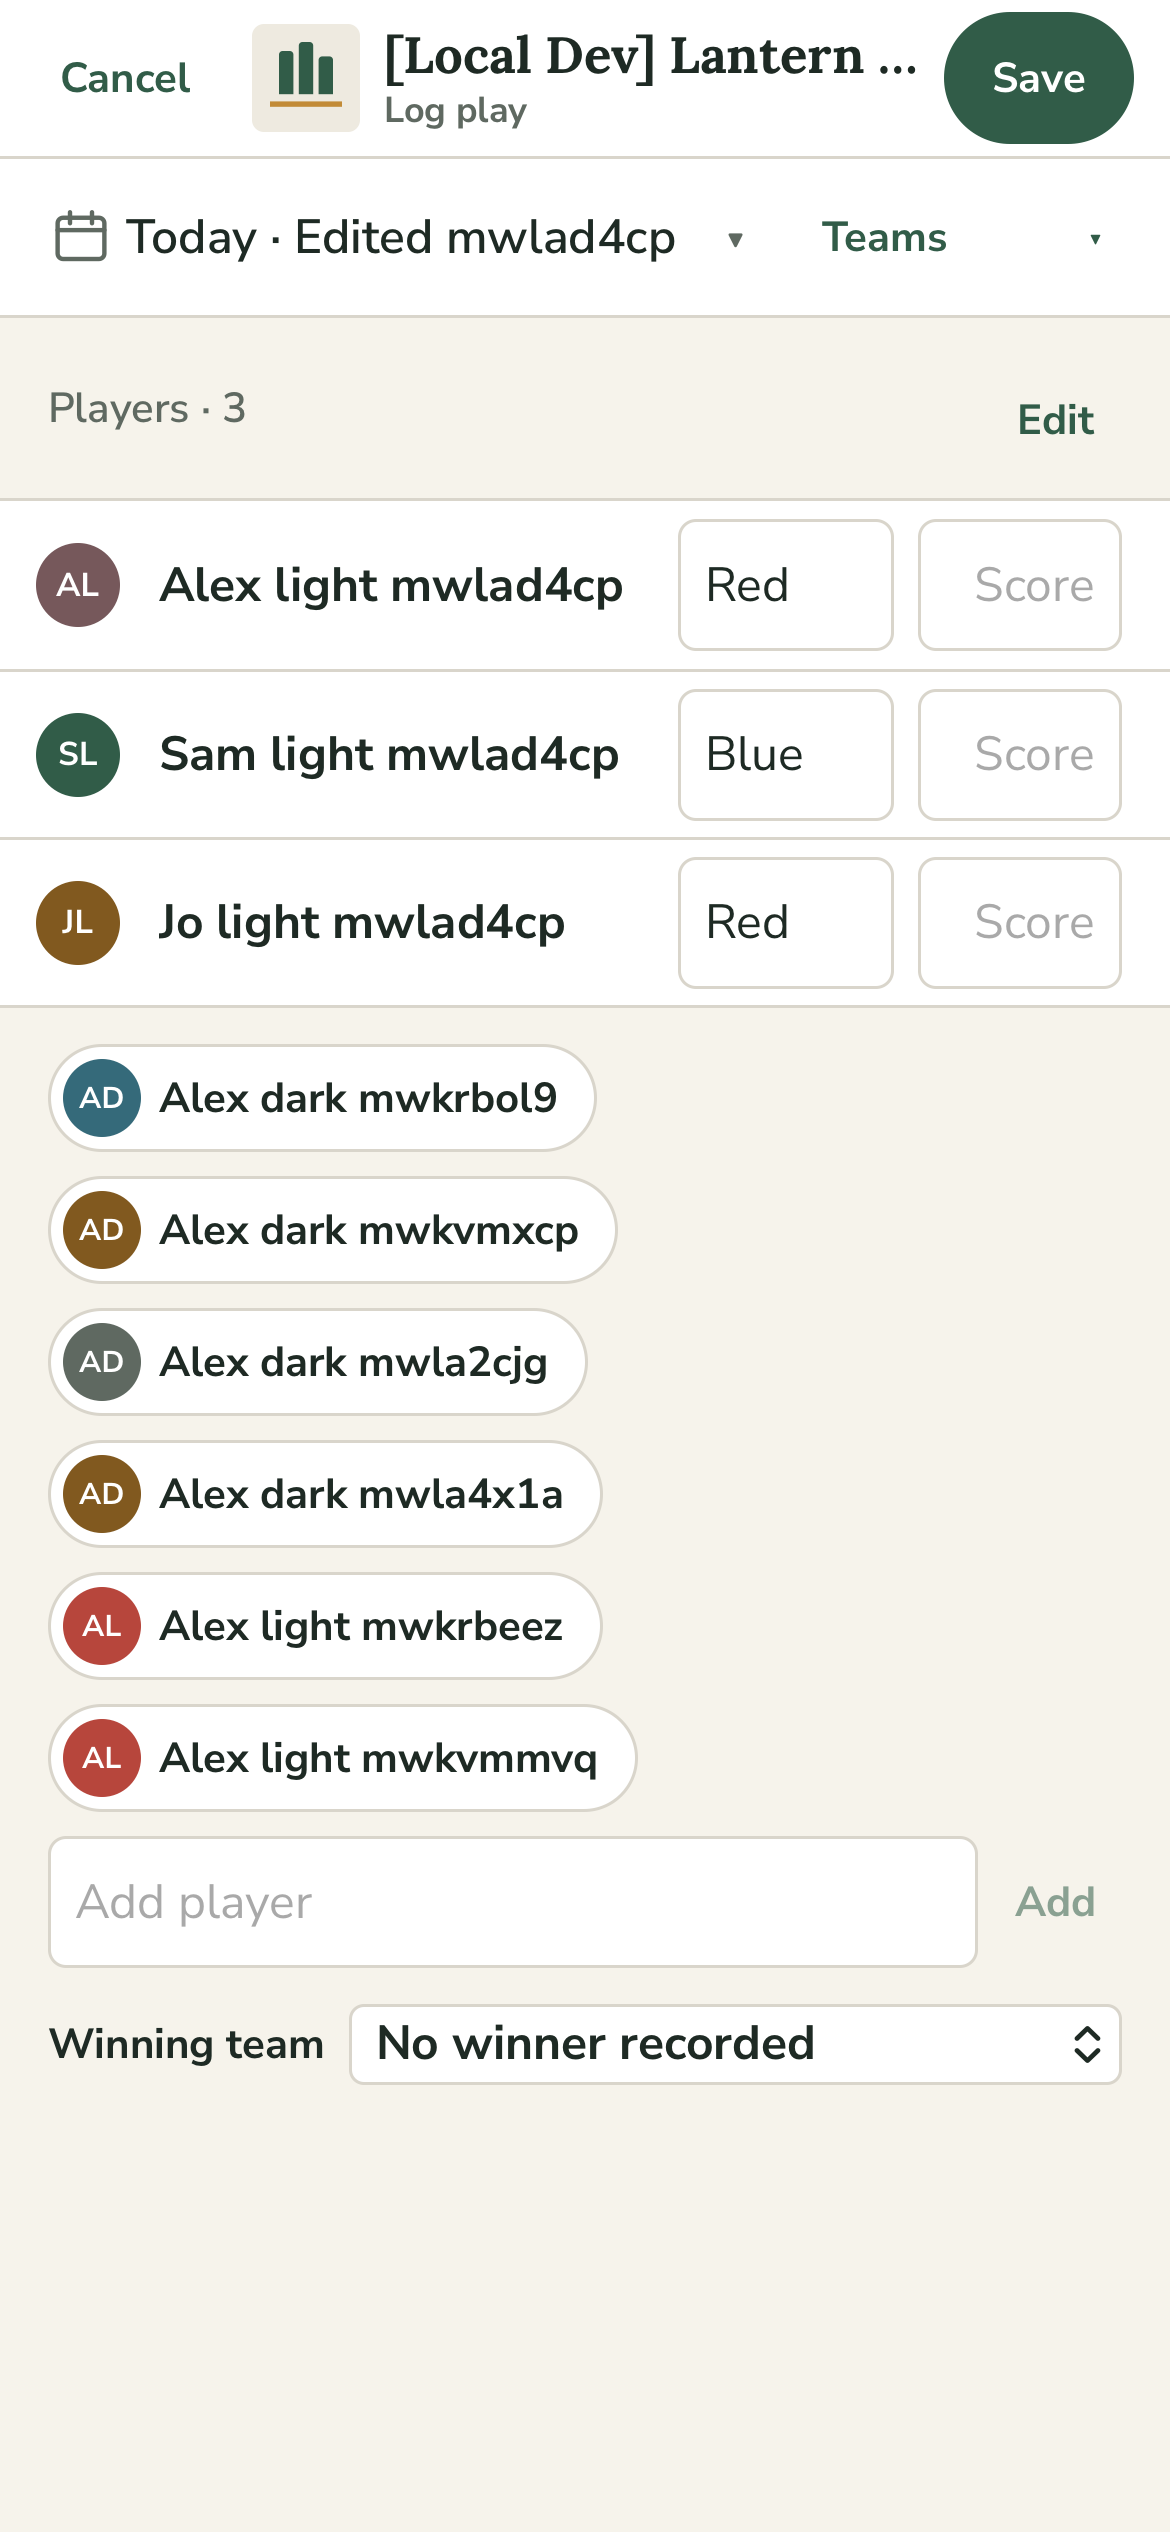 Cancel
[Local Dev] Lantern ...
Log play
Save
Today · Edited mwlad4cp
Teams
Players · 3
Edit
AL Alex light mwlad4cp Red Score
SL Sam light mwlad4cp Blue Score
JL Jo light mwlad4cp Red Score
AD Alex dark mwkrbol9
AD Alex dark mwkvmxcp
AD Alex dark mwla2cjg
AD Alex dark mwla4x1a
AL Alex light mwkrbeez
AL Alex light mwkvmmvq
Add player Add
Winning team No winner recorded